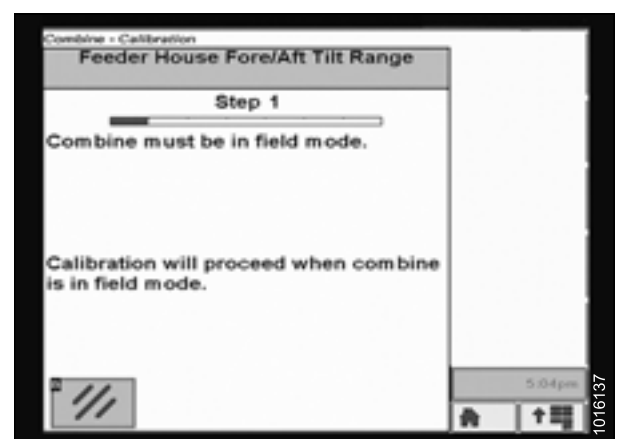 Combine - Calibration
Feeder House Fore/Aft Tilt Range
Step 1
Combine must be in field mode.
Calibration will proceed when combine
is in field mode.
5:04pm
1016137